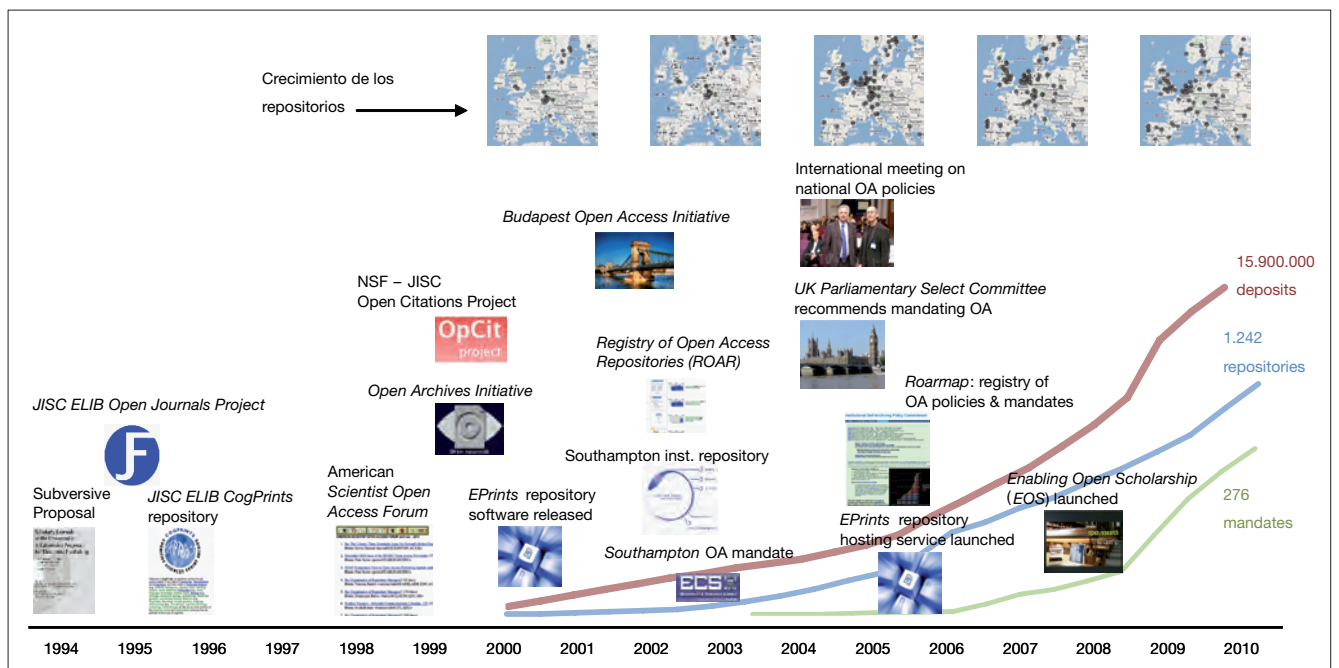 Crecimiento de los
repositorios
International meeting on
national OA policies
Budapest Open Access Initiative
15.900.000
deposits
NSF – JISC
Open Citations Project
OpCit
project
UK Parliamentary Select Committee
recommends mandating OA
1.242
repositories
Registry of Open Access
Repositories (ROAR)
Roarmap: registry of
OA policies & mandates
Open Archives Initiative
JISC ELIB Open Journals Project
Southampton inst. repository
American
Scientist Open
Access Forum
Enabling Open Scholarship
(EOS) launched
Subversive
Proposal
JISC ELIB CogPrints
repository
EPrints repository
software released
276
mandates
EPrints repository
hosting service launched
Southampton OA mandate
ECS
1994 1995 1996 1997 1998 1999 2000 2001 2002 2003 2004 2005 2006 2007 2008 2009 2010